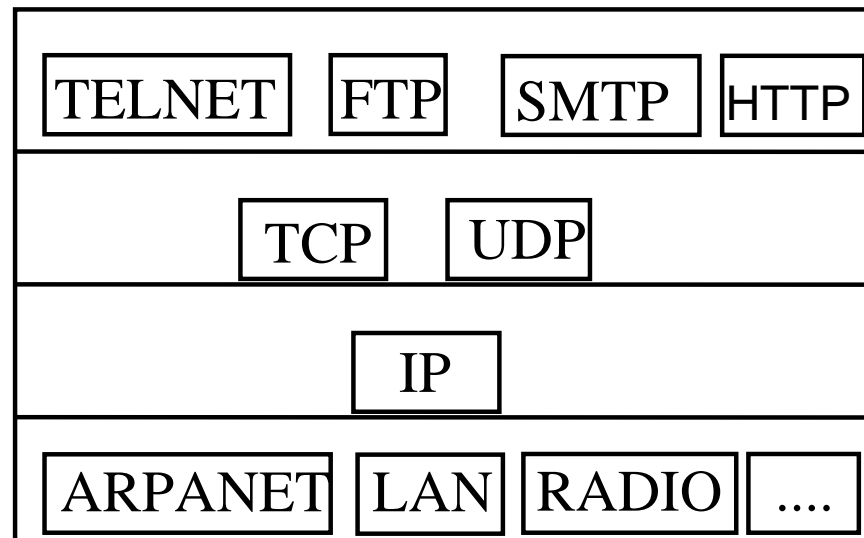 TELNET FTP SMTP HTTP
TCP UDP
IP
ARPANET LAN RADIO ....